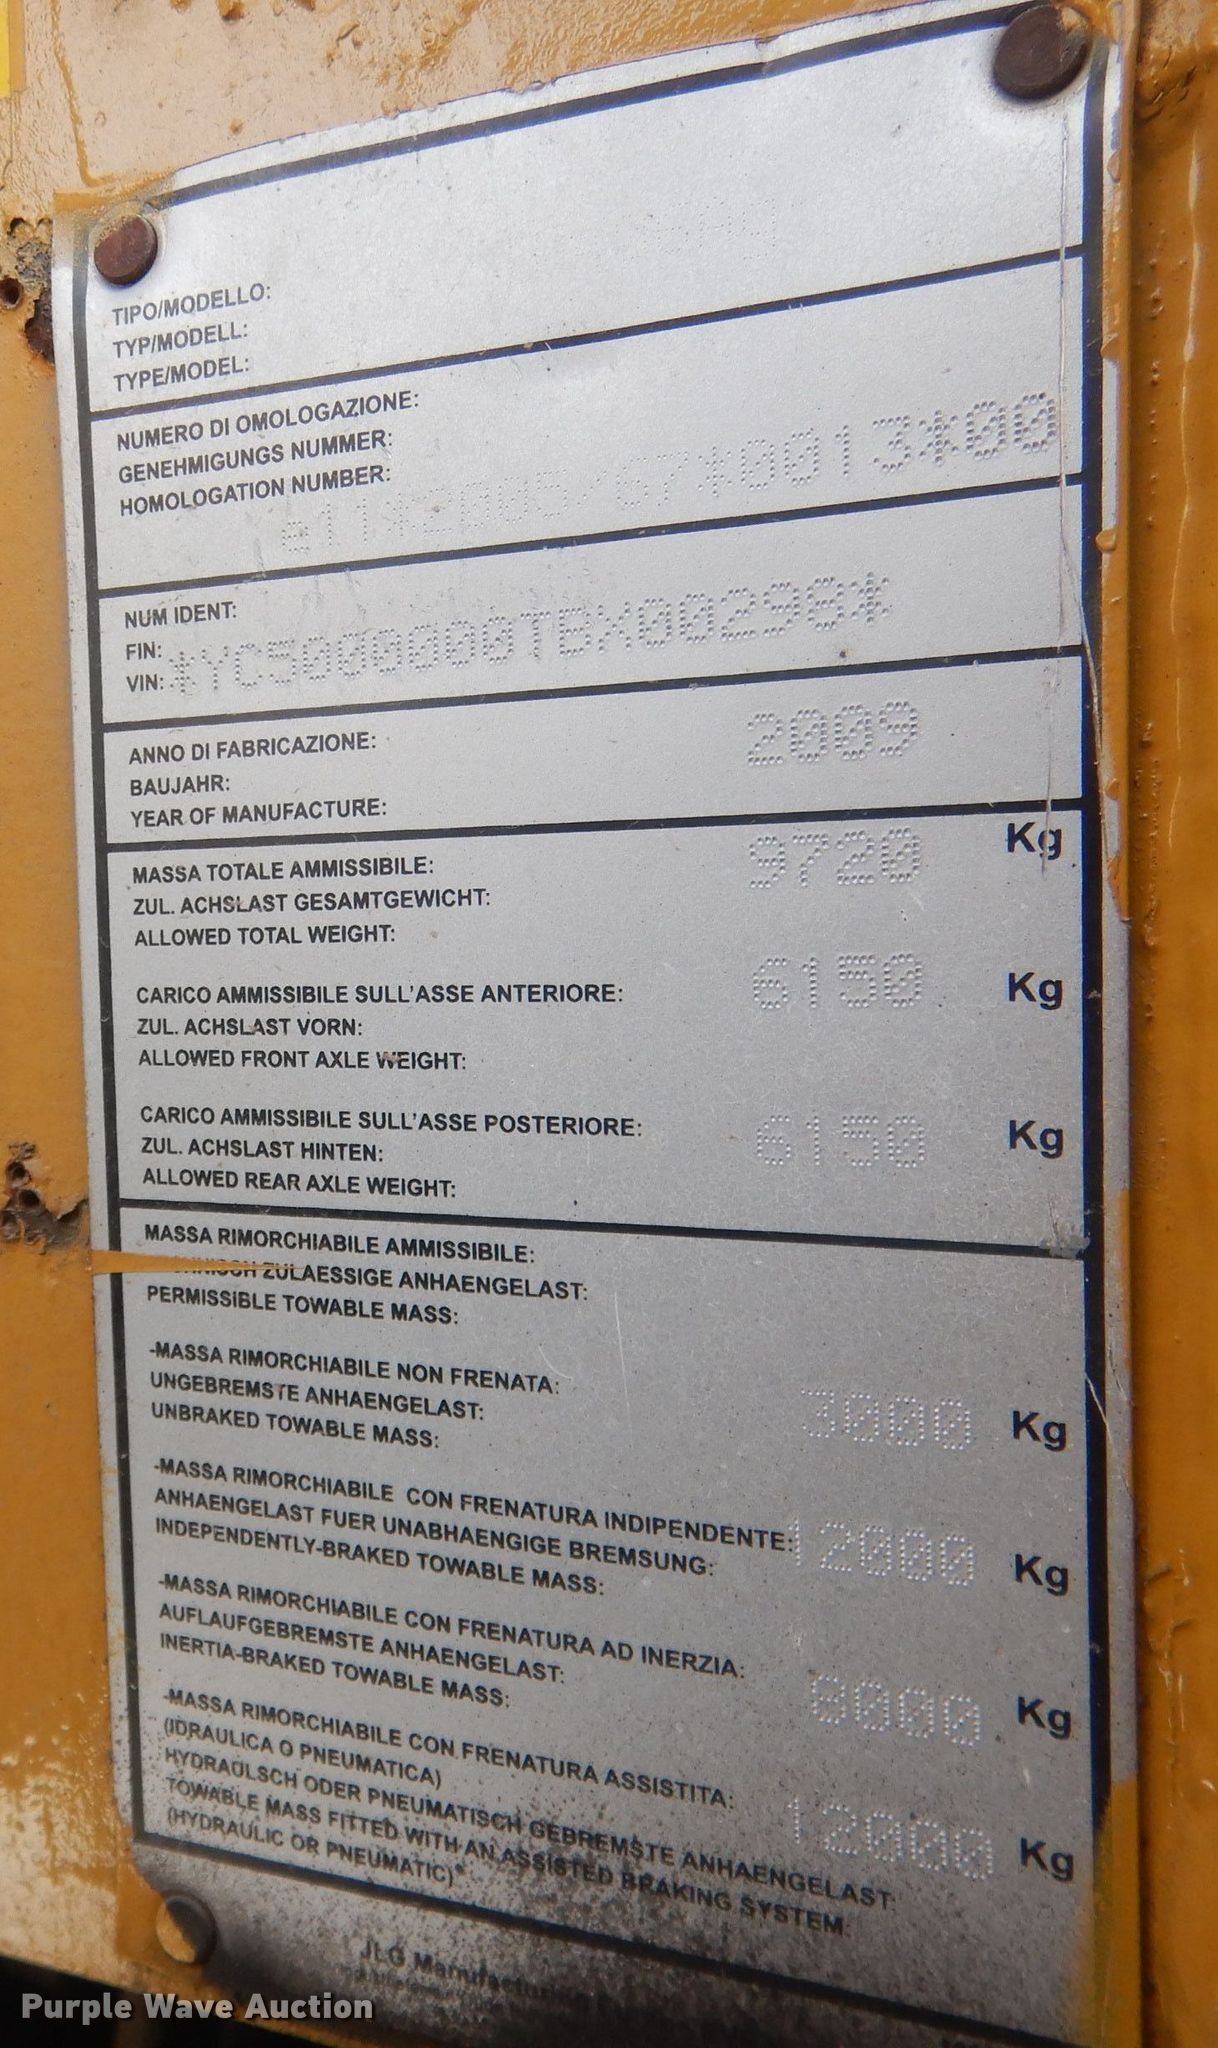 TIPO/MODELLO:
TYP/MODELL:
TYPE/MODEL:
NUMERO DI OMOLOGAZIONE:
GENEHMIGUNGS NUMMER:
HOMOLOGATION NUMBER:
e11*2005/67*0013*00
NUM IDENT:
FIN:
VIN: *YC5000000TBX00298*
ANNO DI FABRICAZIONE:
BAUJAHR:
YEAR OF MANUFACTURE:
2009
MASSA TOTALE AMMISSIBILE: 9720 Kg
ZUL. ACHSLAST GESAMTGEWICHT:
ALLOWED TOTAL WEIGHT:
CARICO AMMISSIBILE SULL'ASSE ANTERIORE: 6150 Kg
ZUL. ACHSLAST VORN:
ALLOWED FRONT AXLE WEIGHT:
CARICO AMMISSIBILE SULL'ASSE POSTERIORE: 6150 Kg
ZUL. ACHSLAST HINTEN:
ALLOWED REAR AXLE WEIGHT:
MASSA RIMORCHIABILE AMMISSIBILE:
ZULAESSIGE ANHAENGELAST:
PERMISSIBLE TOWABLE MASS:
-MASSA RIMORCHIABILE NON FRENATA:
UNGEBREMSTE ANHAENGELAST: 3000 Kg
UNBRAKED TOWABLE MASS:
-MASSA RIMORCHIABILE CON FRENATURA INDIPENDENTE: 12000 Kg
ANHAENGELAST FUER UNABHAENGIGE BREMSUNG:
INDEPENDENTLY-BRAKED TOWABLE MASS:
-MASSA RIMORCHIABILE CON FRENATURA AD INERZIA:
AUFLAUFGEBREMSTE ANHAENGELAST: Kg
INERTIA-BRAKED TOWABLE MASS:
-MASSA RIMORCHIABILE CON FRENATURA ASSISTITA:
(IDRAULICA O PNEUMATICA)
HYDRAULSCH ODER PNEUMATISCH GEBREMSTE ANHAENGELAST: 12000 Kg
TOWABLE MASS FITTED WITH AN ASSISTED BRAKING SYSTEM
(HYDRAULIC OR PNEUMATIC)
JLG
Purple Wave Auction